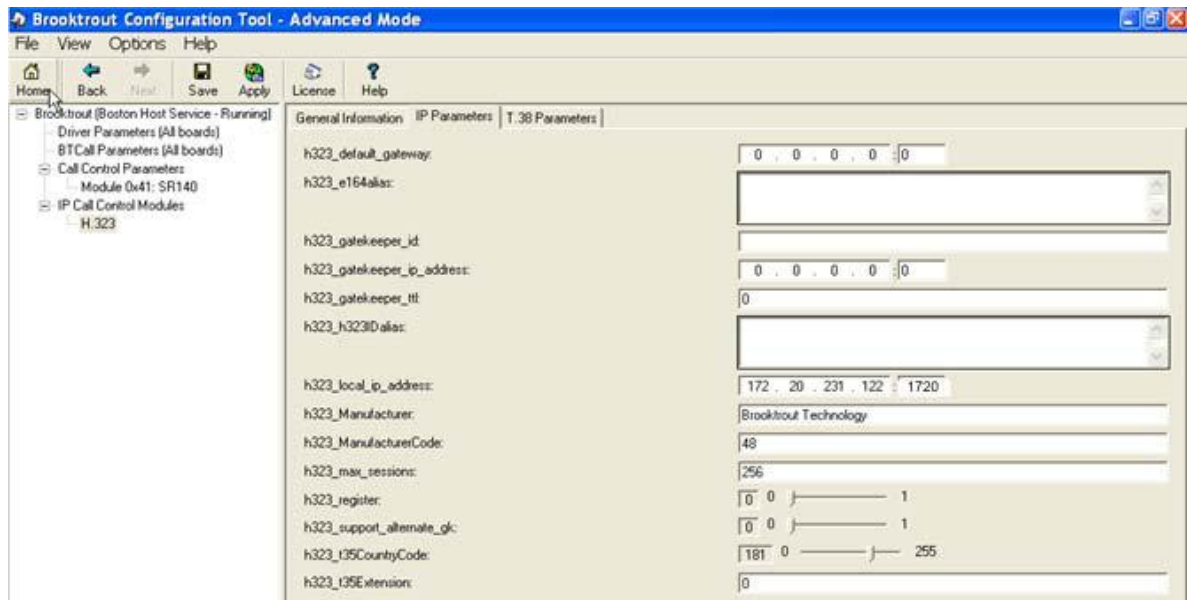 Brooktrout Configuration Tool - Advanced Mode
File View Options Help
Home Back Next Save Apply License Help
Brooktrout (Boston Host Service - Running)
Driver Parameters (All boards)
BTCall Parameters (All boards)
Call Control Parameters
Module 0x41: SR140
IP Call Control Modules
H.323
General Information IP Parameters T.38 Parameters
h323_default_gateway: 0 . 0 . 0 . 0 : 0
h323_e164alias:
h323_gatekeeper_id:
h323_gatekeeper_ip_address: 0 . 0 . 0 . 0 : 0
h323_gatekeeper_ttl: 0
h323_h323IDalias:
h323_local_ip_address: 172 . 20 . 231 . 122 : 1720
h323_Manufacturer: Brooktrout Technology
h323_ManufacturerCode: 48
h323_max_sessions: 256
h323_register: 0 0 1
h323_support_alternate_gk: 0 0 1
h323_t35CountryCode: 181 0 255
h323_t35Extension: 0